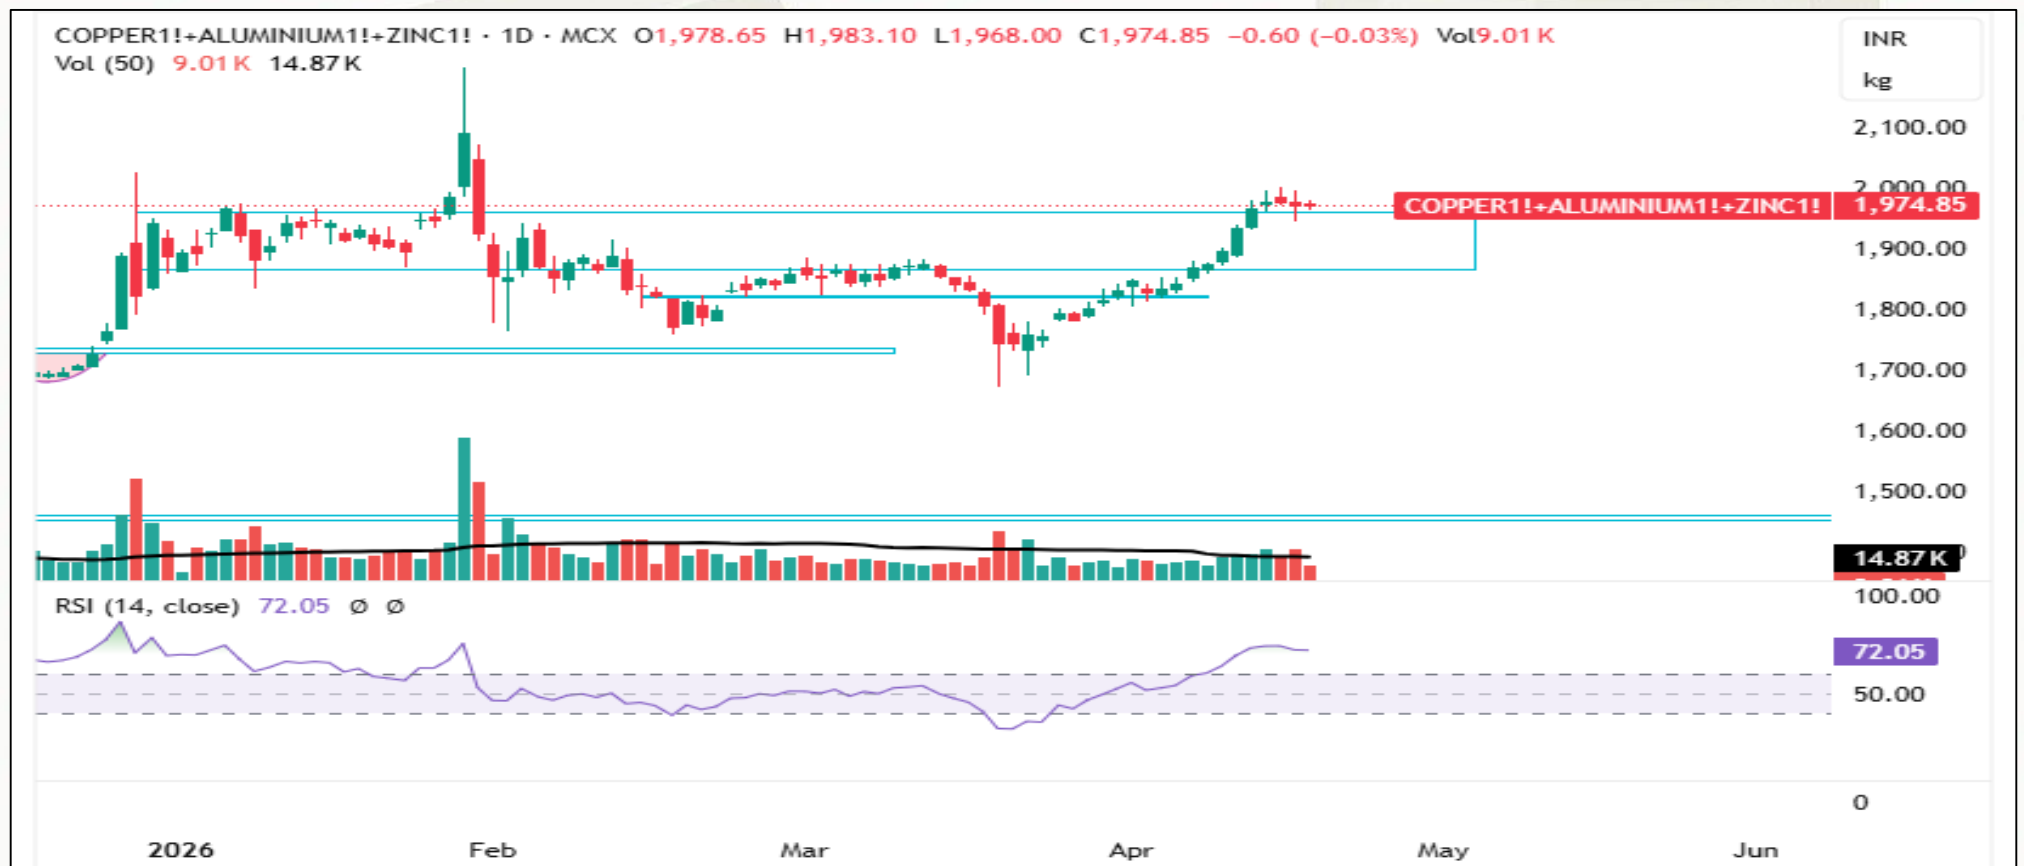 COPPER1!+ALUMINIUM1!+ZINC1! · 1D · MCX O1,978.65 H1,983.10 L1,968.00 C1,974.85 −0.60 (−0.03%) Vol9.01 K
Vol (50) 9.01 K 14.87 K
INR
kg
2,100.00
2,000.00
COPPER1!+ALUMINIUM1!+ZINC1! 1,974.85
1,900.00
1,800.00
1,700.00
1,600.00
1,500.00
14.87 K
100.00
RSI (14, close) 72.05 Ø Ø
72.05
50.00
0
2026 Feb Mar Apr May Jun